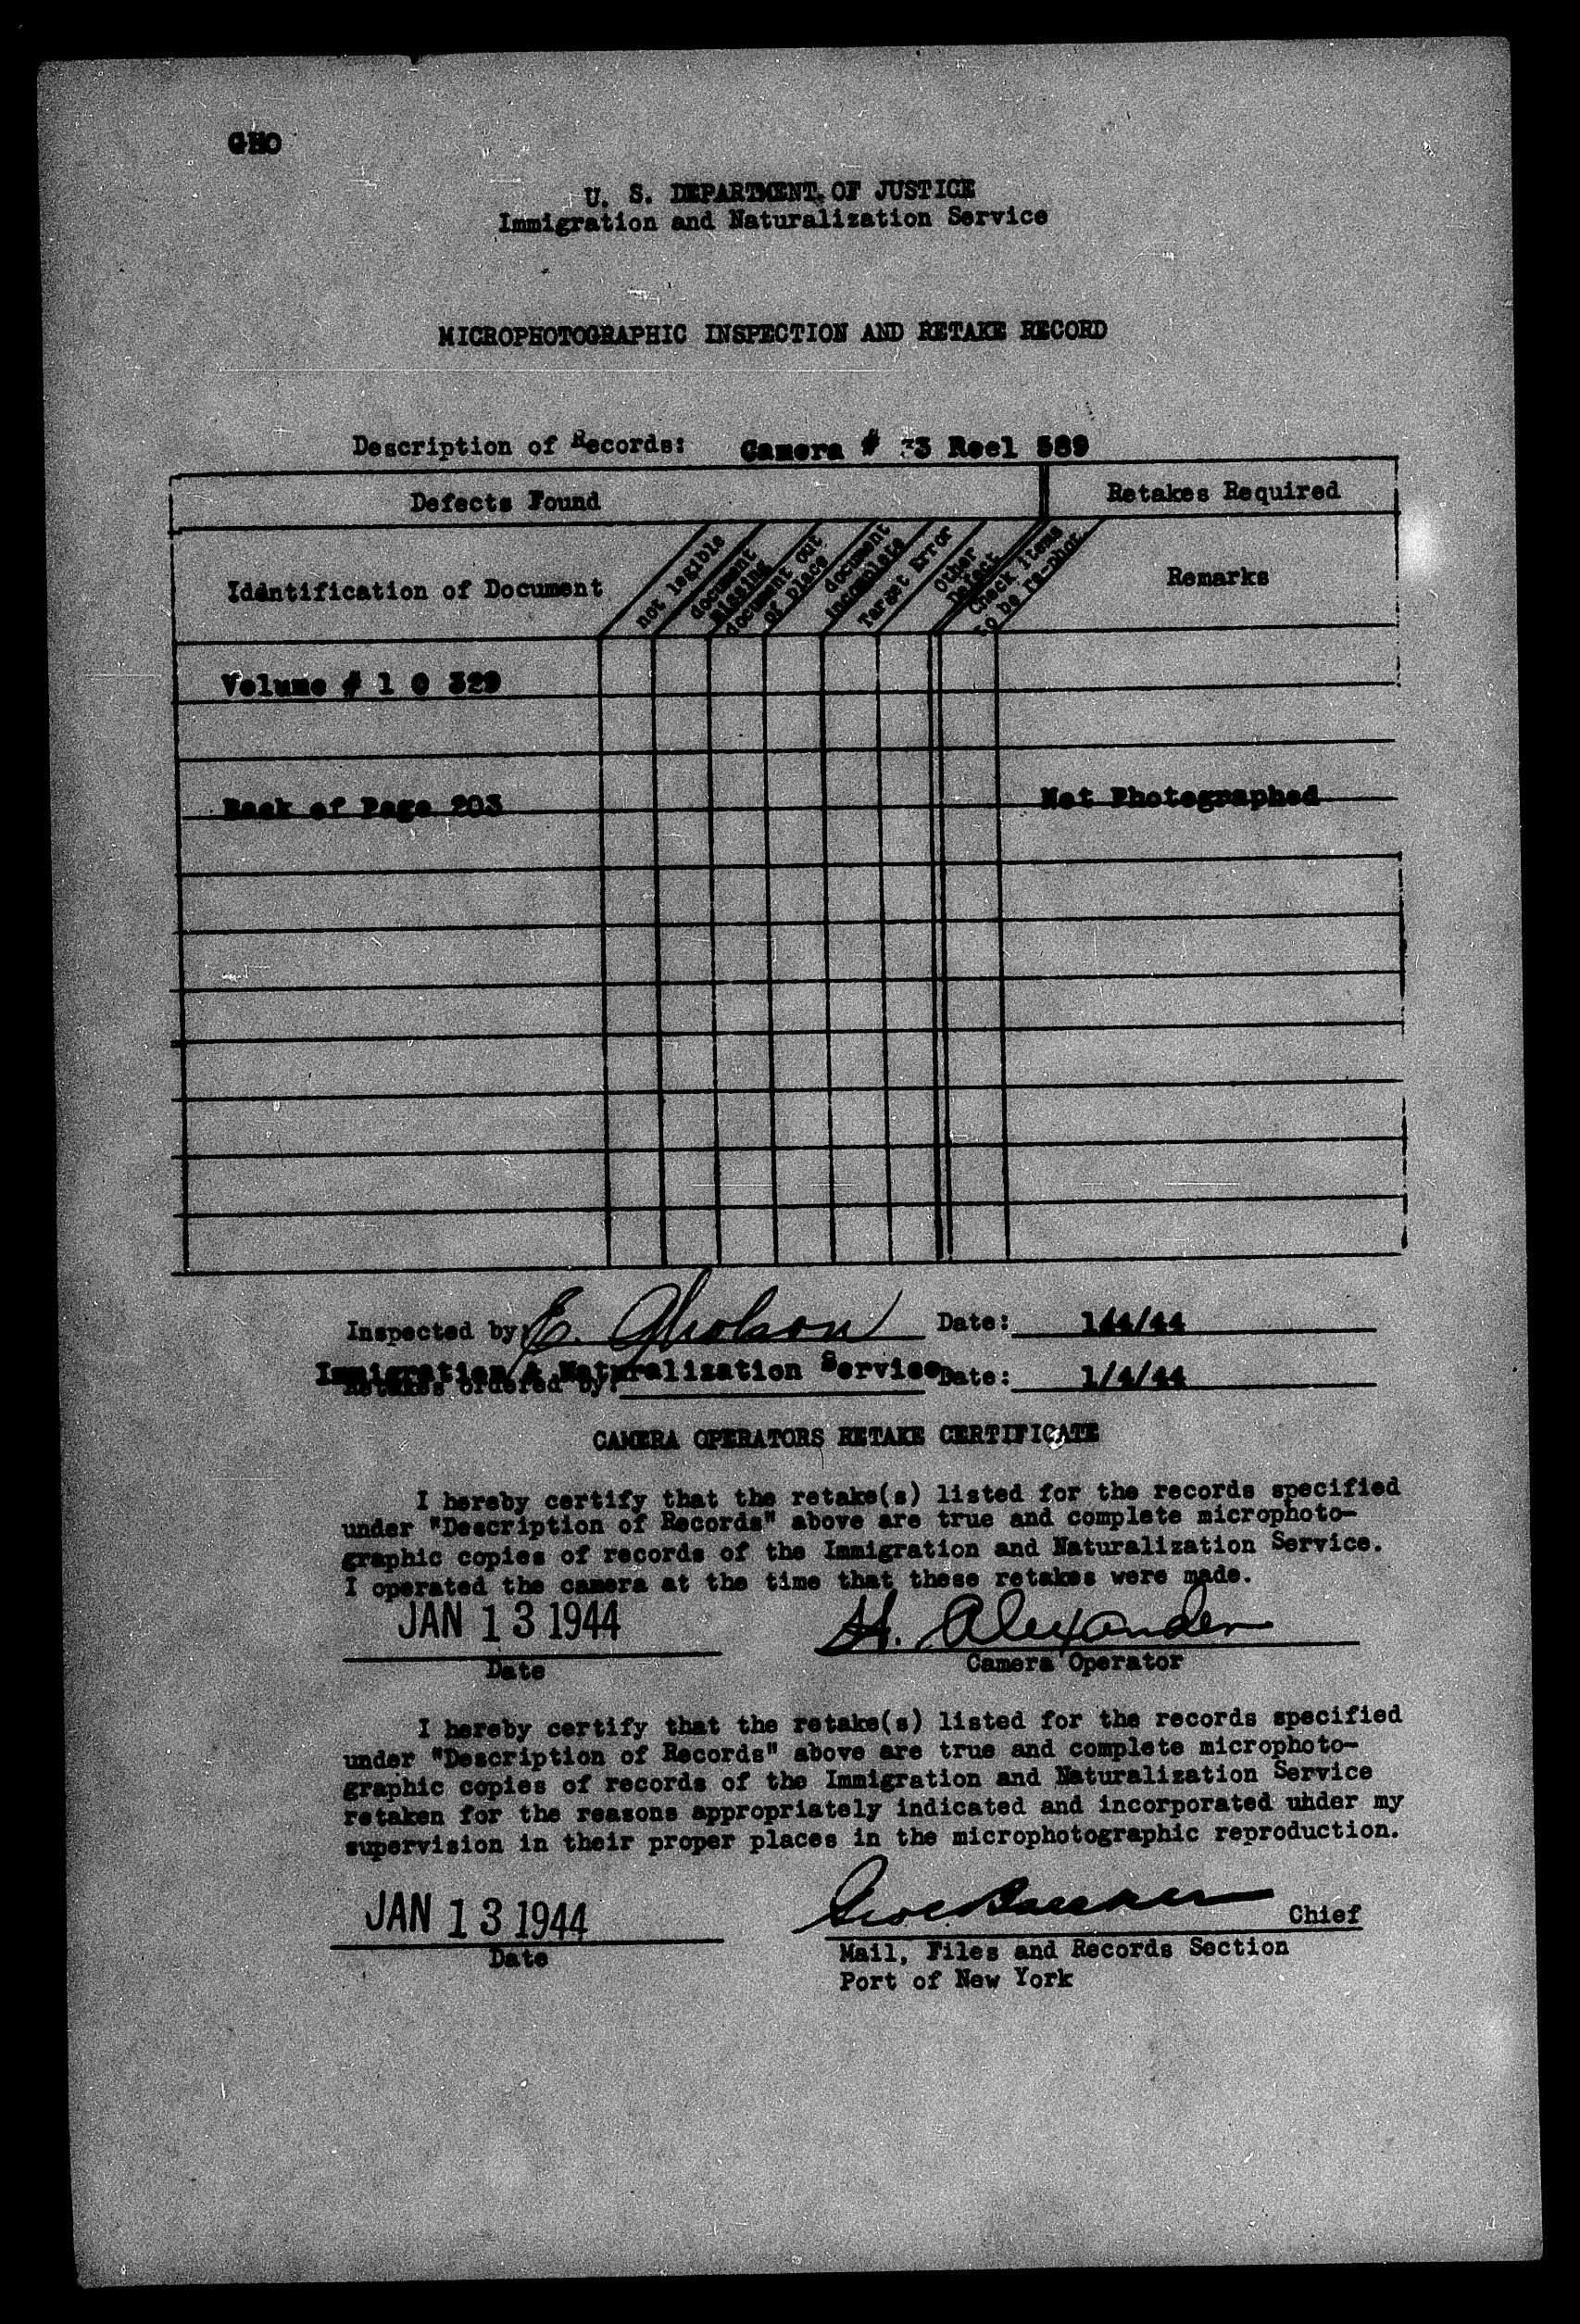 GHO
U. S. DEPARTMENT OF JUSTICE
Immigration and Naturalization Service
MICROPHOTOGRAPHIC INSPECTION AND RETAKE RECORD
Description of Records: Camera # 33 Reel 589
Defects Found
Retakes Required
Identification of Document
not legible
document missing
document out of place
document incomplete
Target Error
Other Defect
Check Items to be re-phot.
Remarks
Volume # 1 0 329
Back of Page 203 Not Photographed
Inspected by: E. Gholson Date: 1/4/44
Immigration & Naturalization Service
Retakes ordered by: Date: 1/4/44
CAMERA OPERATORS RETAKE CERTIFICATE
I hereby certify that the retake(s) listed for the records specified
under "Description of Records" above are true and complete microphoto-
graphic copies of records of the Immigration and Naturalization Service.
I operated the camera at the time that these retakes were made.
JAN 13 1944 H. Alexander
Date Camera Operator
I hereby certify that the retake(s) listed for the records specified
under "Description of Records" above are true and complete microphoto-
graphic copies of records of the Immigration and Naturalization Service
retaken for the reasons appropriately indicated and incorporated uhder my
supervision in their proper places in the microphotographic reproduction.
JAN 13 1944 Chief
Date Mail, Files and Records Section
Port of New York